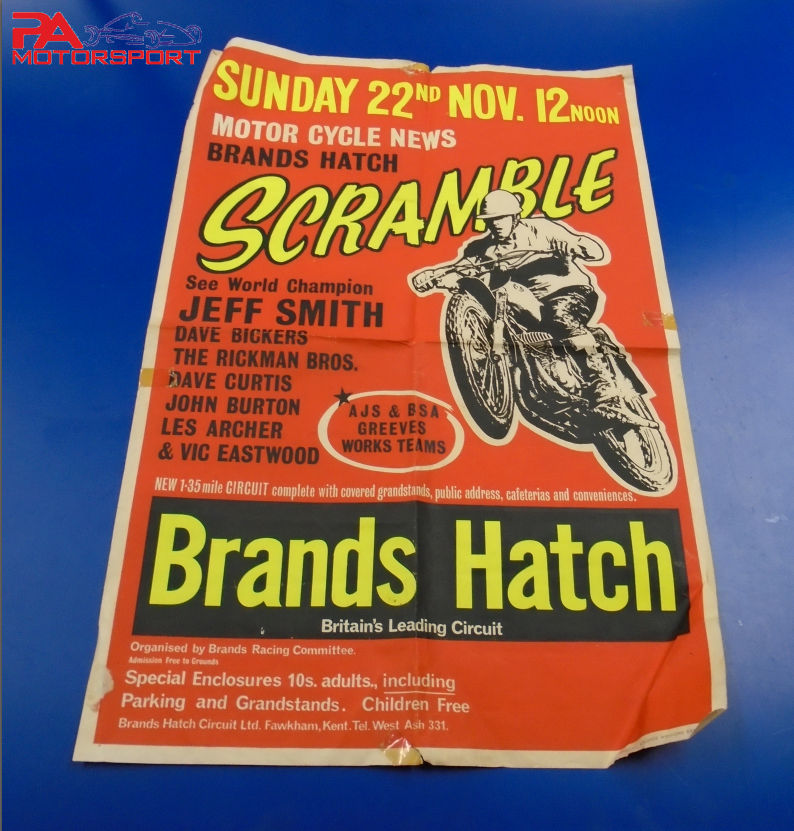 PA
MOTORSPORT
SUNDAY 22ND NOV. 12NOON
MOTOR CYCLE NEWS
BRANDS HATCH
SCRAMBLE
See World Champion
JEFF SMITH
DAVE BICKERS
THE RICKMAN BROS.
DAVE CURTIS
JOHN BURTON
LES ARCHER
& VIC EASTWOOD
AJS & BSA
GREEVES
WORKS TEAMS
NEW 1·35 mile CIRCUIT complete with covered grandstands, public address, cafeterias and conveniences.
Brands Hatch
Britain's Leading Circuit
Organised by Brands Racing Committee.
Admission Free to Grounds
Special Enclosures 10s. adults., including
Parking and Grandstands. Children Free
Brands Hatch Circuit Ltd. Fawkham, Kent. Tel. West Ash 331.